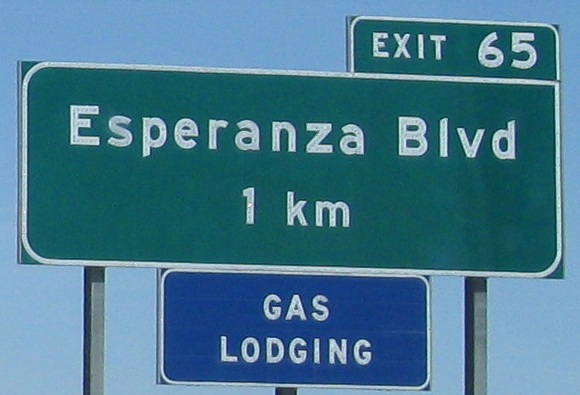 EXIT 65
Esperanza Blvd
1 km
GAS
LODGING